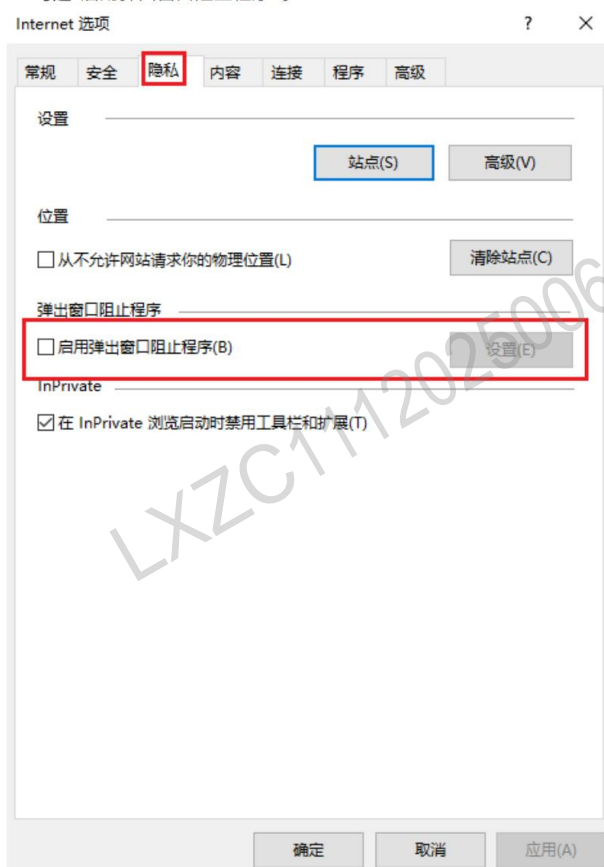 Internet 选项 ? ×
常规 安全 隐私 内容 连接 程序 高级
设置
站点(S) 高级(V)
位置
从不允许网站请求你的物理位置(L) 清除站点(C)
弹出窗口阻止程序
启用弹出窗口阻止程序(B) 设置(E)
InPrivate
在 InPrivate 浏览启动时禁用工具栏和扩展(T)
LXZC1112025006
确定 取消 应用(A)